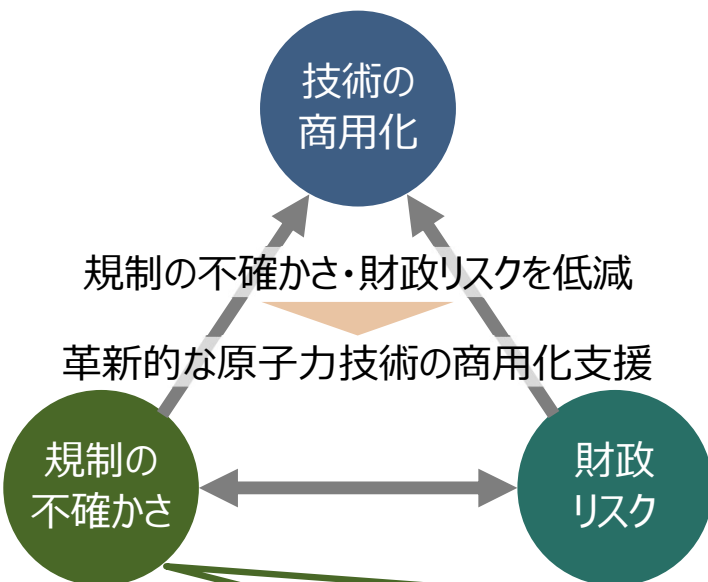 技術の
商用化
規制の不確かさ・財政リスクを低減
革新的な原子力技術の商用化支援
規制の
不確かさ
財政
リスク